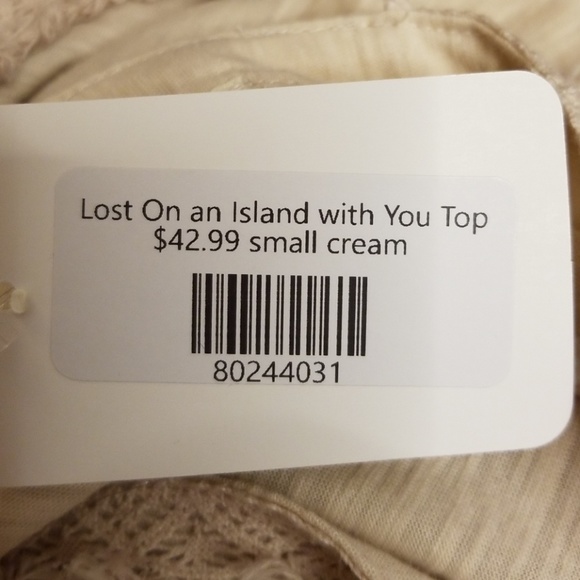 Lost On an Island with You Top
$42.99 small cream
80244031